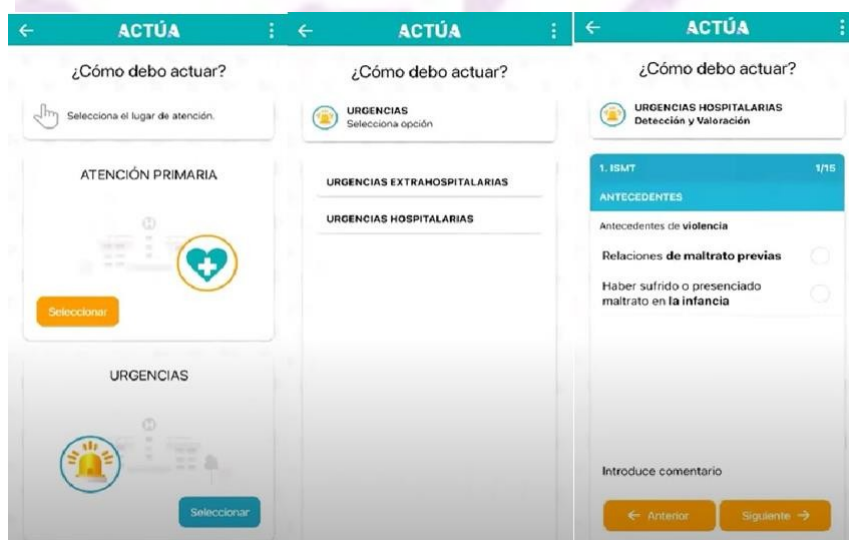 ACTÚA
¿Cómo debo actuar?
Selecciona el lugar de atención.
ATENCIÓN PRIMARIA
Seleccionar
URGENCIAS
Seleccionar
ACTÚA
¿Cómo debo actuar?
URGENCIAS
Selecciona opción
URGENCIAS EXTRAHOSPITALARIAS
URGENCIAS HOSPITALARIAS
ACTÚA
¿Cómo debo actuar?
URGENCIAS HOSPITALARIAS
Detección y Valoración
1. ISMT 1/15
ANTECEDENTES
Antecedentes de violencia
Relaciones de maltrato previas
Haber sufrido o presenciado
maltrato en la infancia
Introduce comentario
← Anterior
Siguiente →